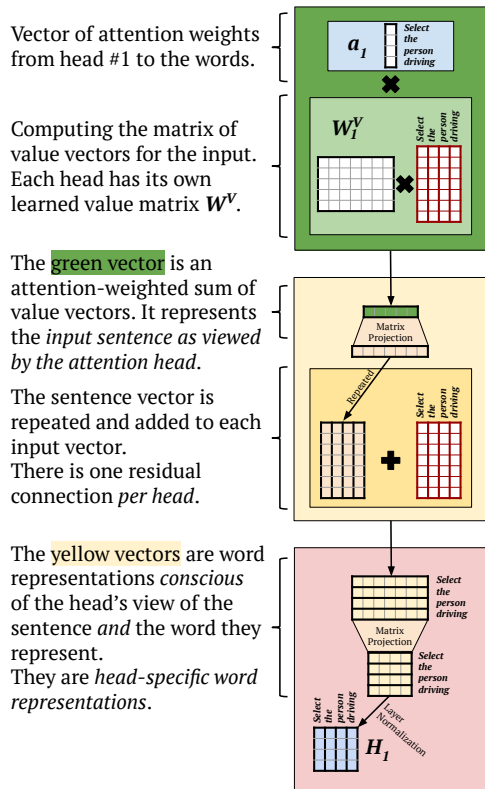 Vector of attention weights
from head #1 to the words.
a1
Select
the
person
driving
Computing the matrix of
value vectors for the input.
Each head has its own
learned value matrix WV.
W1V
Select
the
person
driving
The green vector is an
attention-weighted sum of
value vectors. It represents
the input sentence as viewed
by the attention head.
Matrix
Projection
The sentence vector is
repeated and added to each
input vector.
There is one residual
connection per head.
Repeated
Select
the
person
driving
The yellow vectors are word
representations conscious
of the head's view of the
sentence and the word they
represent.
They are head-specific word
representations.
Select
the
person
driving
Matrix
Projection
Select
the
person
driving
Layer
Normalization
Select
the
person
driving
H1